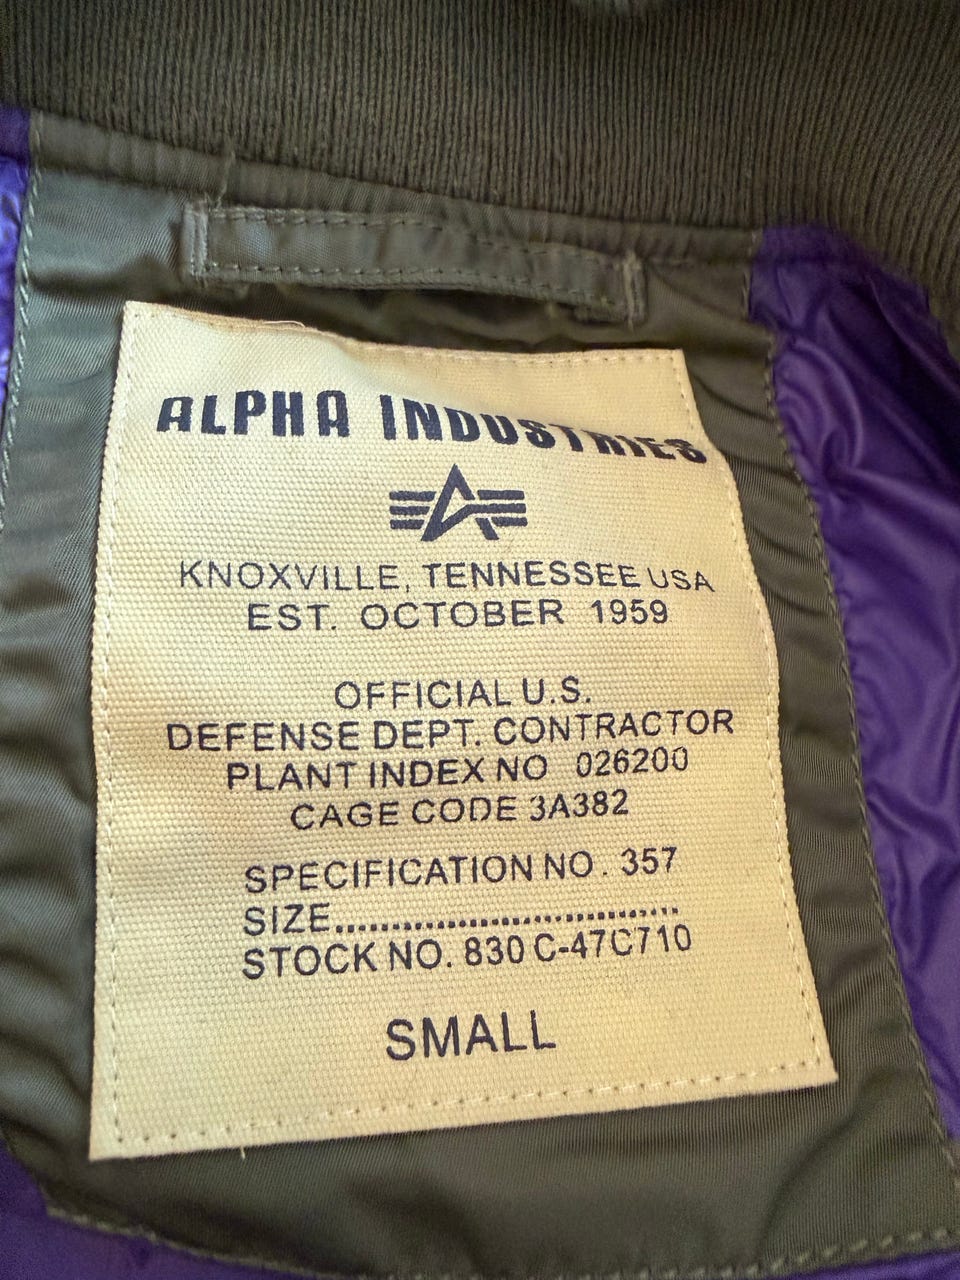 ALPHA INDUSTRIES
KNOXVILLE, TENNESSEE USA
EST. OCTOBER 1959
OFFICIAL U.S.
DEFENSE DEPT. CONTRACTOR
PLANT INDEX NO 026200
CAGE CODE 3A382
SPECIFICATION NO. 357
SIZE..................................
STOCK NO. 830 C-47C710
SMALL